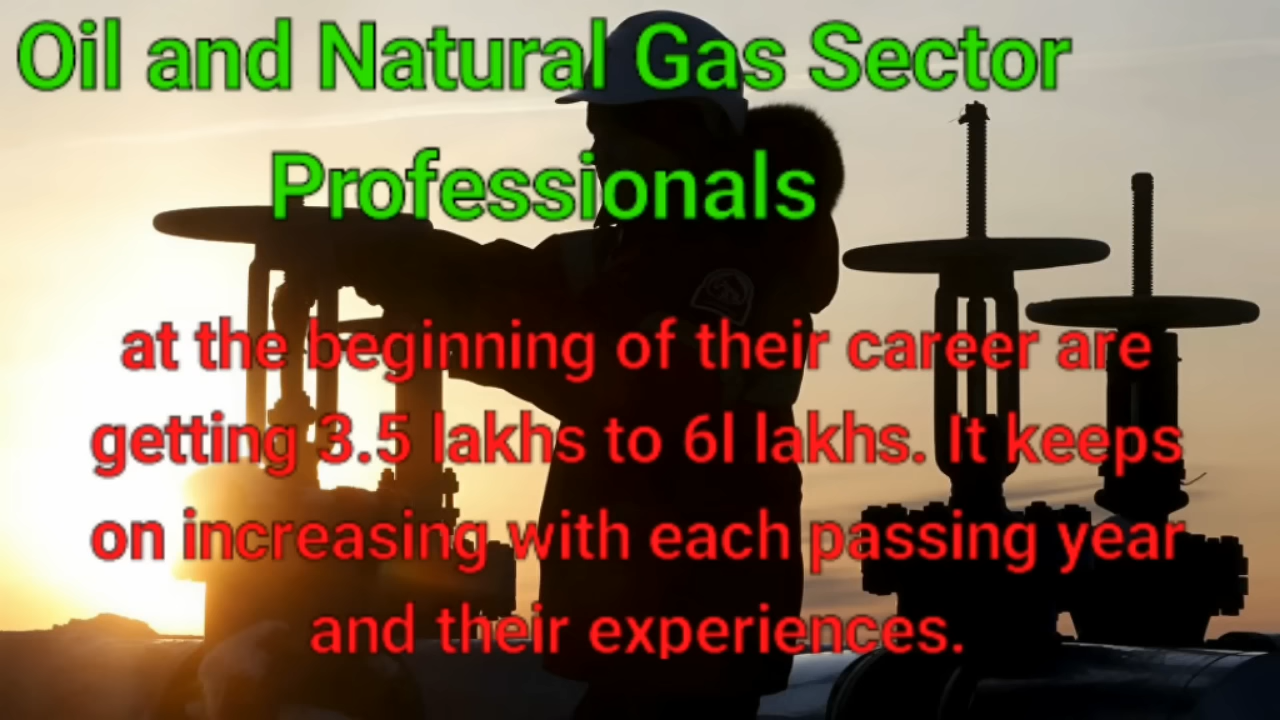 Oil and Natural Gas Sector
Professionals
at the beginning of their career are
getting 3.5 lakhs to 6l lakhs. It keeps
on increasing with each passing year
and their experiences.